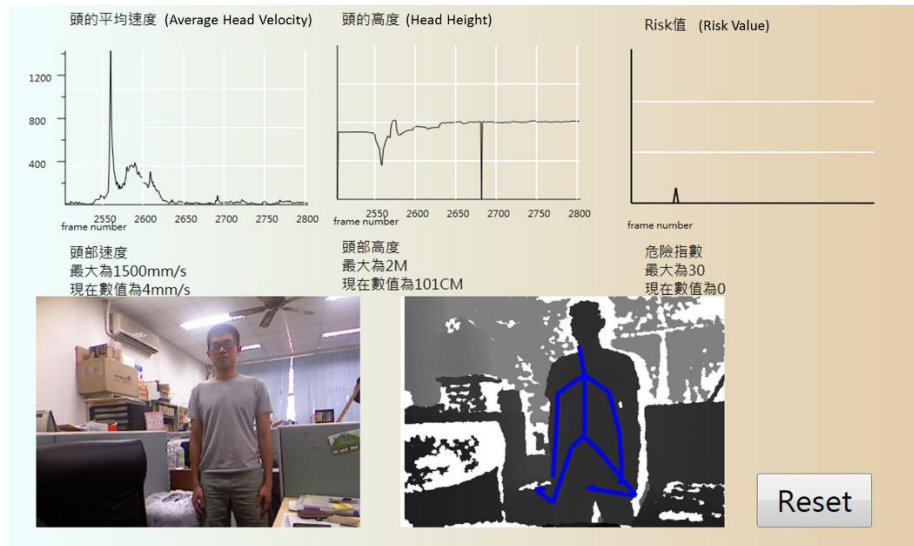 頭的平均速度 (Average Head Velocity)
頭的高度 (Head Height)
Risk值 (Risk Value)
1200
800
400
2550 2600 2650 2700 2750 2800
frame number
2550 2600 2650 2700 2750 2800
frame number
frame number
頭部速度
最大為1500mm/s
現在數值為4mm/s
頭部高度
最大為2M
現在數值為101CM
危險指數
最大為30
現在數值為0
Reset